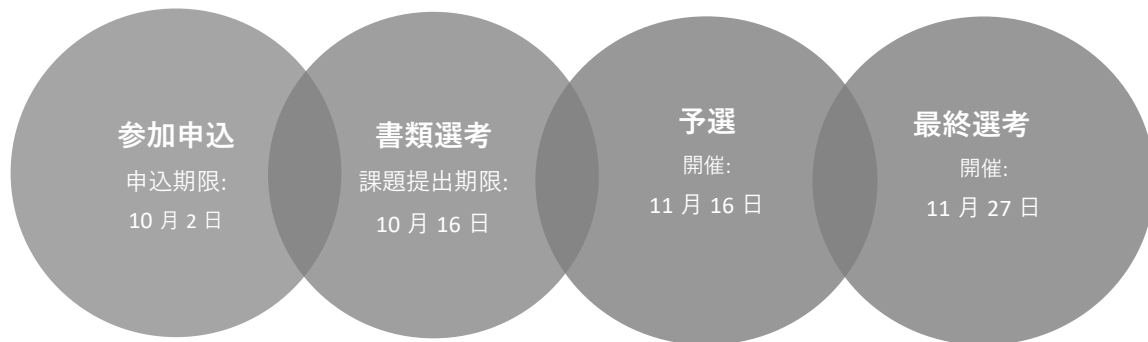 参加申込
申込期限:
10 月 2 日
書類選考
課題提出期限:
10 月 16 日
予選
開催:
11 月 16 日
最終選考
開催:
11 月 27 日